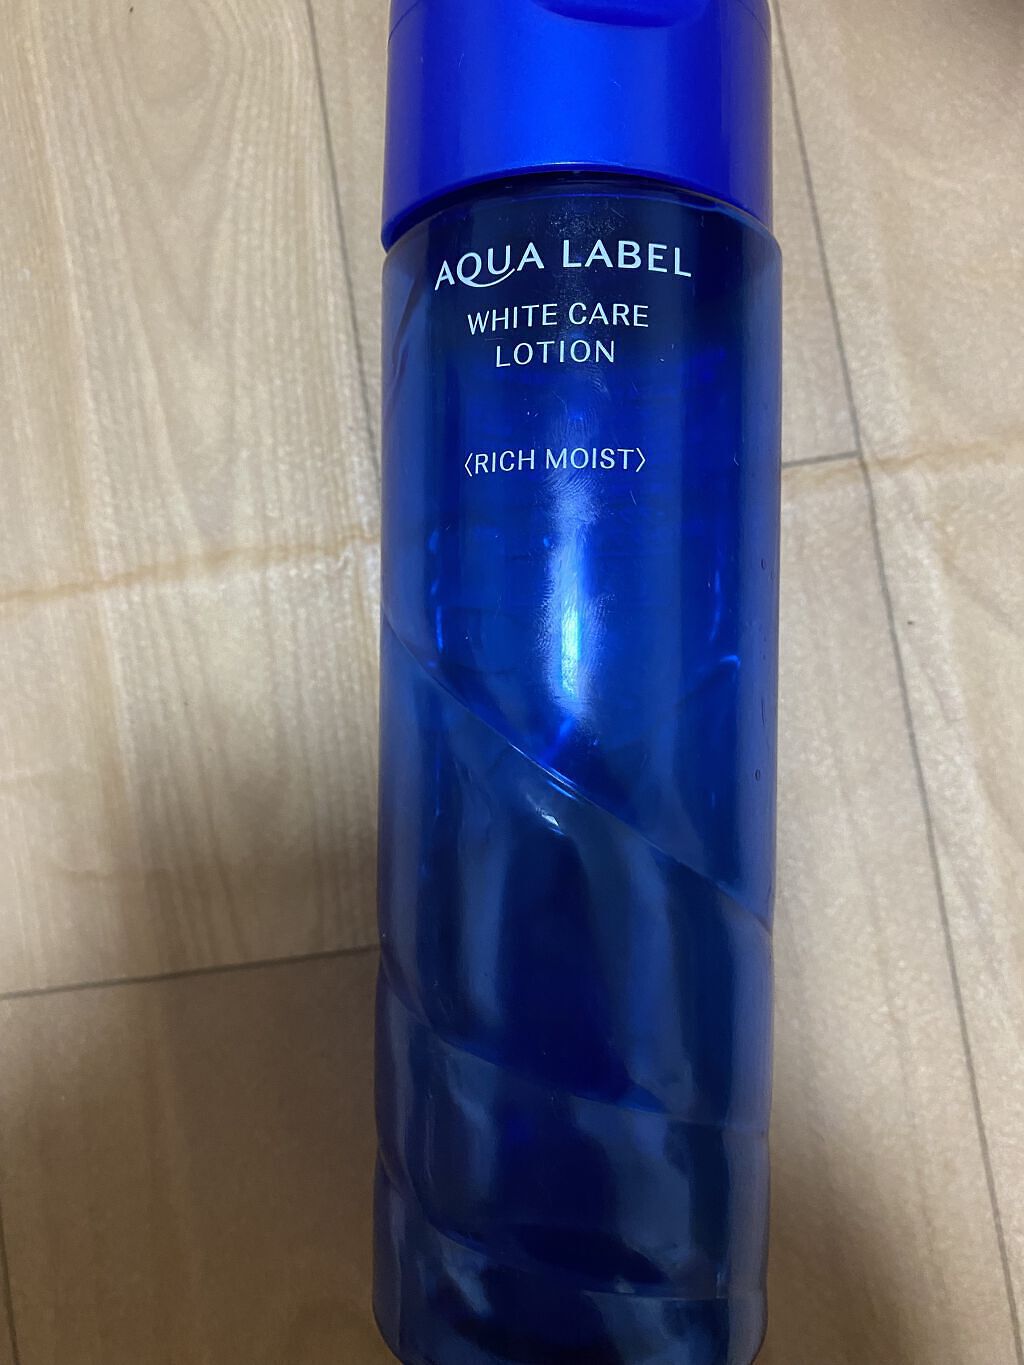 AQUA LABEL
WHITE CARE
LOTION
〈RICH MOIST〉